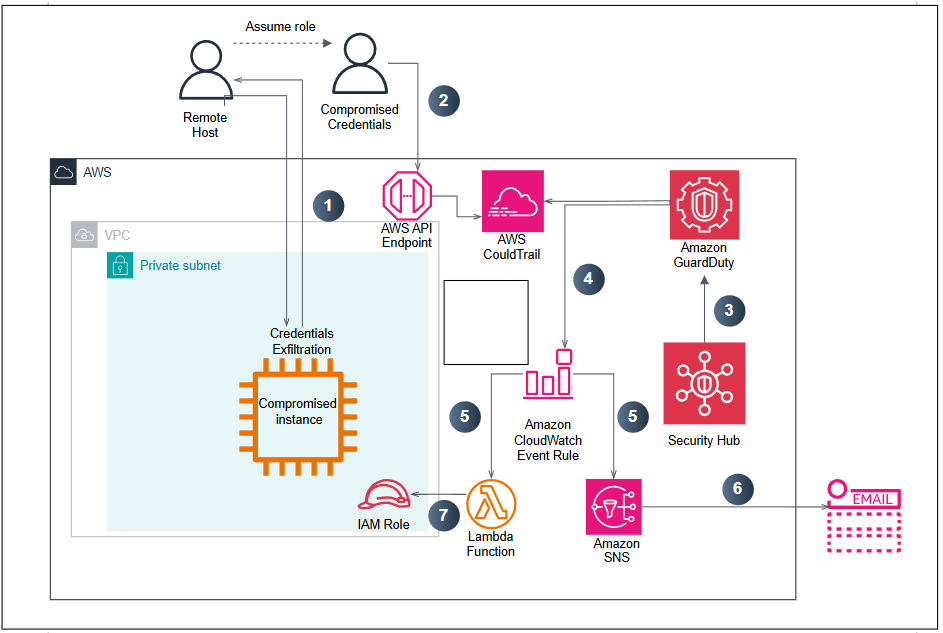 Assume role
Remote
Host
Compromised
Credentials
2
AWS
1
AWS API
Endpoint
AWS
CouldTrail
Amazon
GuardDuty
VPC
Private subnet
4
3
Credentials
Exfiltration
Compromised
instance
5
Amazon
CloudWatch
Event Rule
5
Security Hub
6
EMAIL
IAM Role
7
Lambda
Function
Amazon
SNS